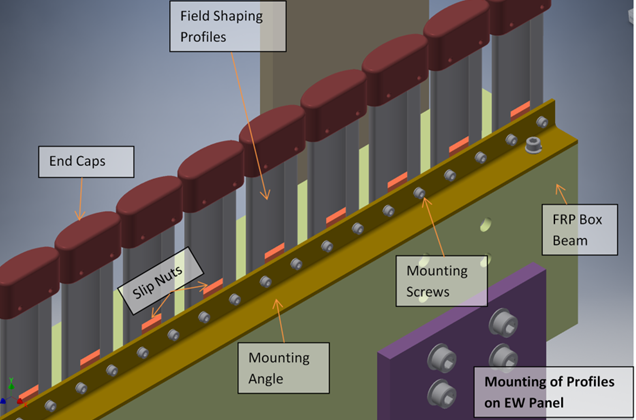 Field Shaping
Profiles
End Caps
Slip Nuts
FRP Box
Beam
Mounting
Screws
Mounting
Angle
Mounting of Profiles
on EW Panel